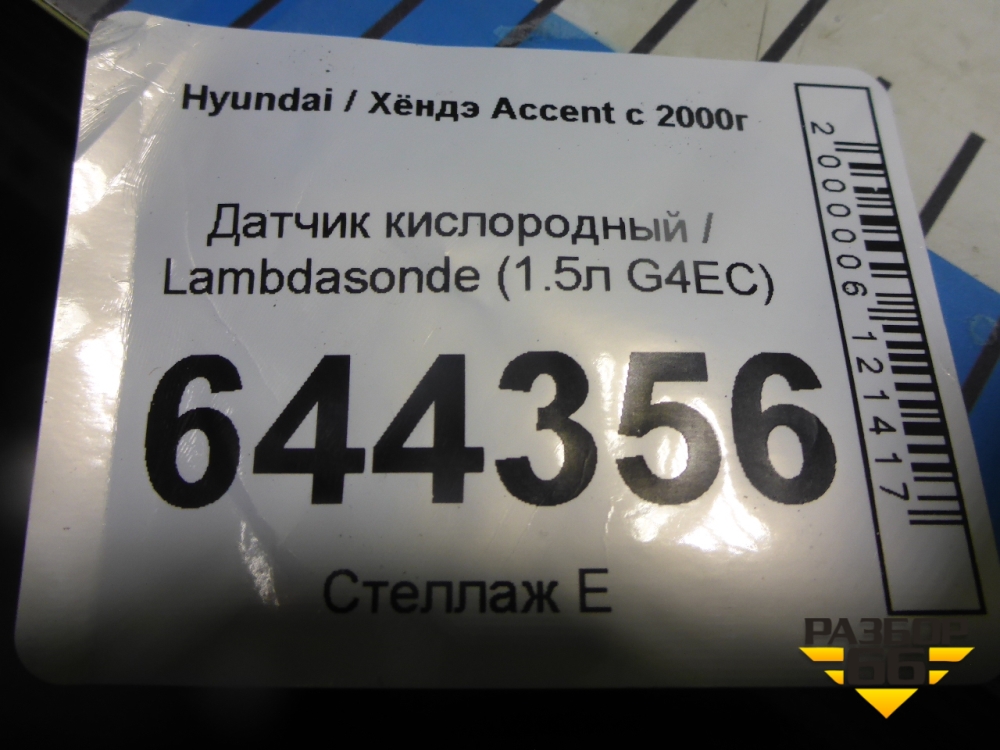 Hyundai / Хёндэ Accent с 2000г
Датчик кислородный /
Lambdasonde (1.5л G4EC)
644356
Стеллаж Е
2000006121417
РАЗБОР
66